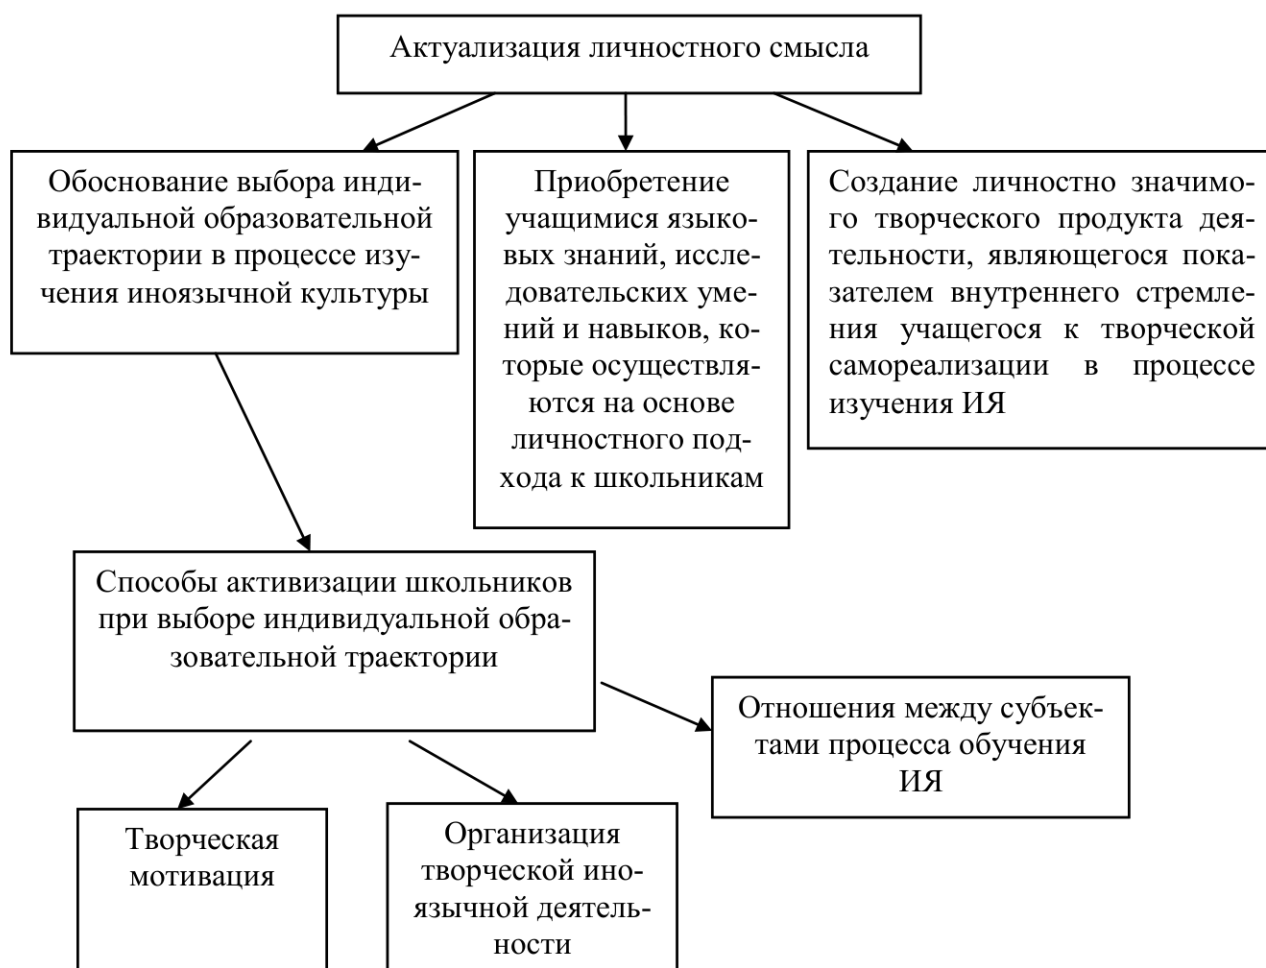 Актуализация личностного смысла
Обоснование выбора инди-
видуальной образовательной
траектории в процессе изу-
чения иноязычной культуры
Приобретение
учащимися языко-
вых знаний, иссле-
довательских уме-
ний и навыков, ко-
торые осуществля-
ются на основе
личностного под-
хода к школьникам
Создание личностно значимо-
го творческого продукта дея-
тельности, являющегося пока-
зателем внутреннего стремле-
ния учащегося к творческой
самореализации в процессе
изучения ИЯ
Способы активизации школьников
при выборе индивидуальной обра-
зовательной траектории
Отношения между субъек-
тами процесса обучения
ИЯ
Творческая
мотивация
Организация
творческой ино-
язычной деятель-
ности